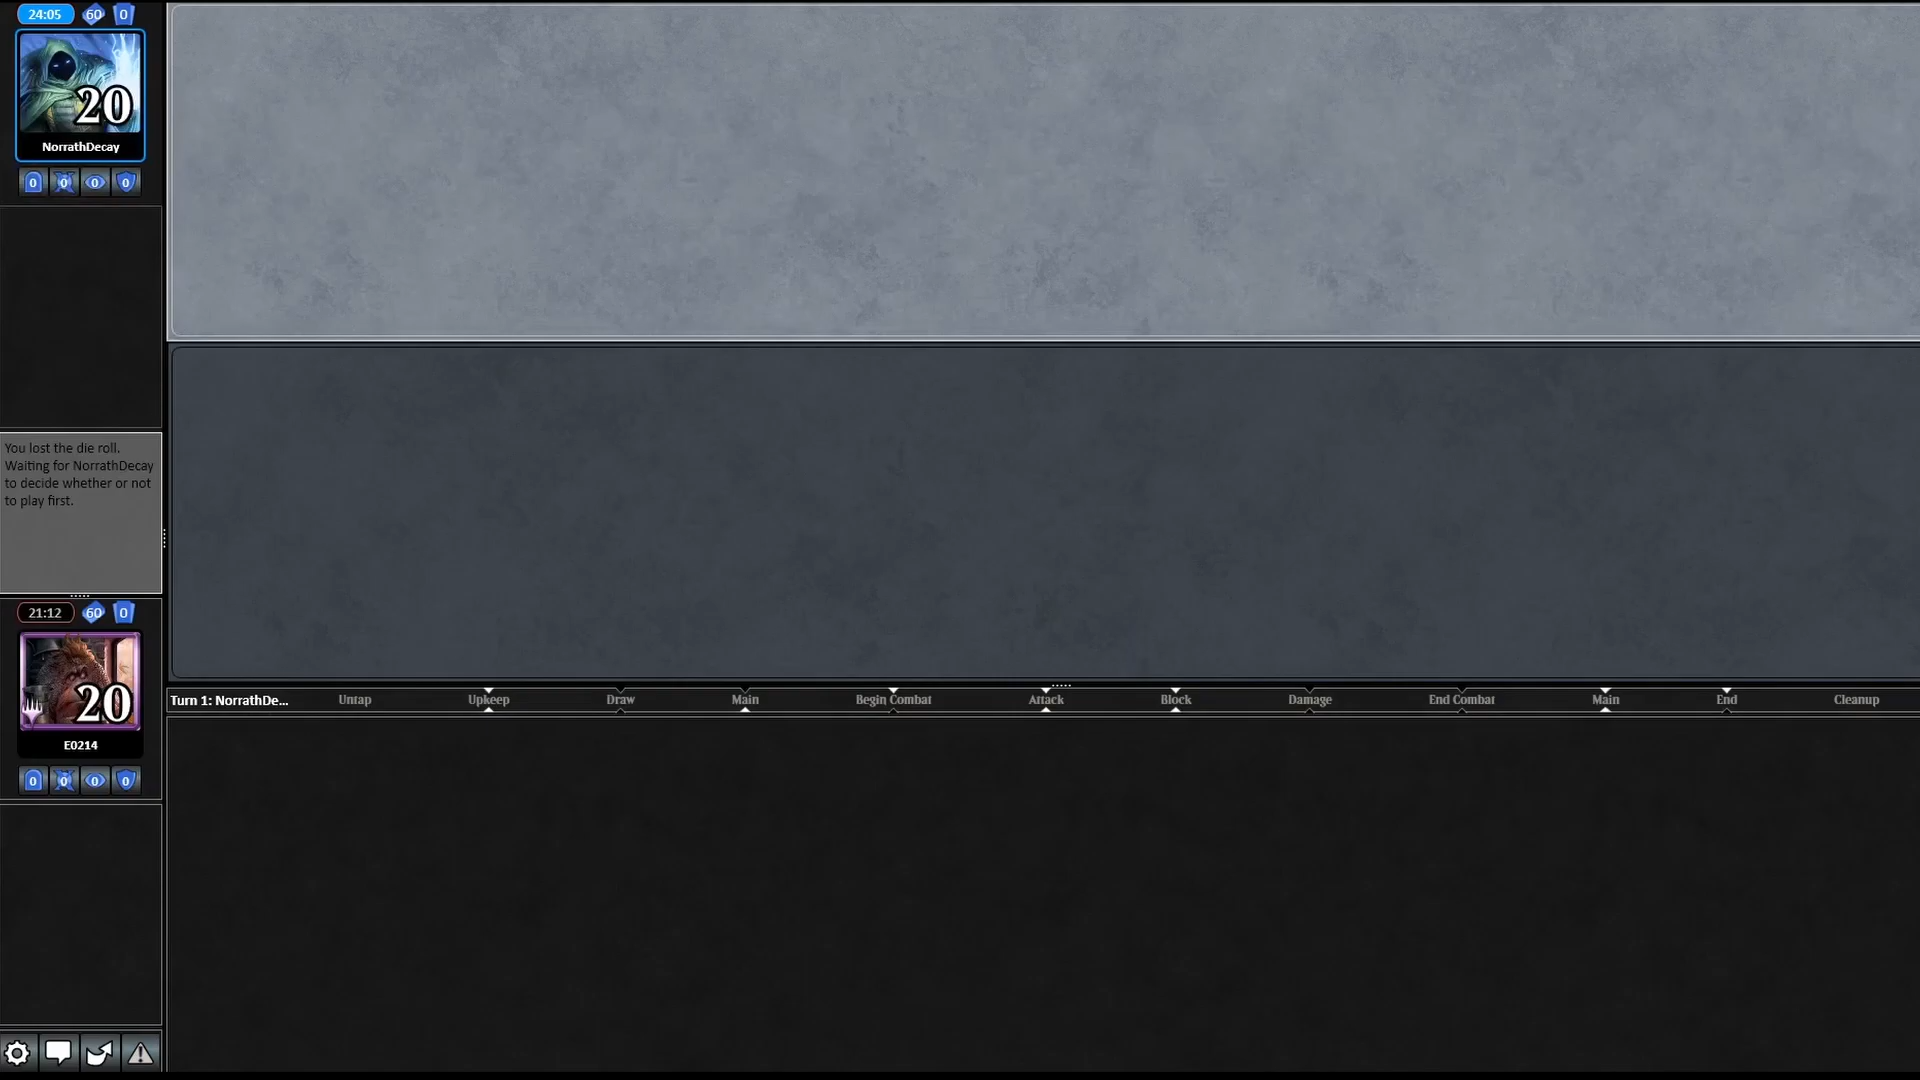 24:05 60 0
20
NorrathDecay
0 0 0 0
You lost the die roll.
Waiting for NorrathDecay
to decide whether or not
to play first.
21:12 60 0
20
E0214
0 0 0 0
Turn 1: NorrathDe... Untap Upkeep Draw Main Begin Combat Attack Block Damage End Combat Main End Cleanup